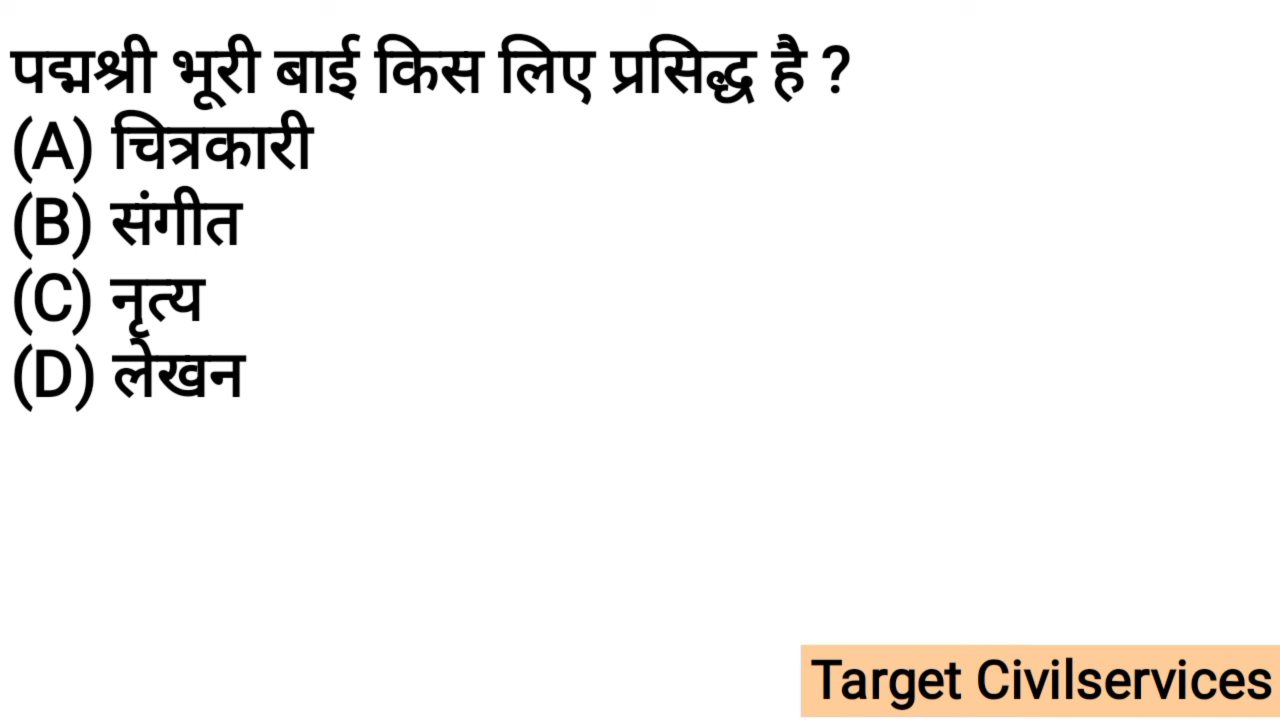 पद्मश्री भूरी बाई किस लिए प्रसिद्ध है ?
(A) चित्रकारी
(B) संगीत
(C) नृत्य
(D) लेखन
Target Civilservices